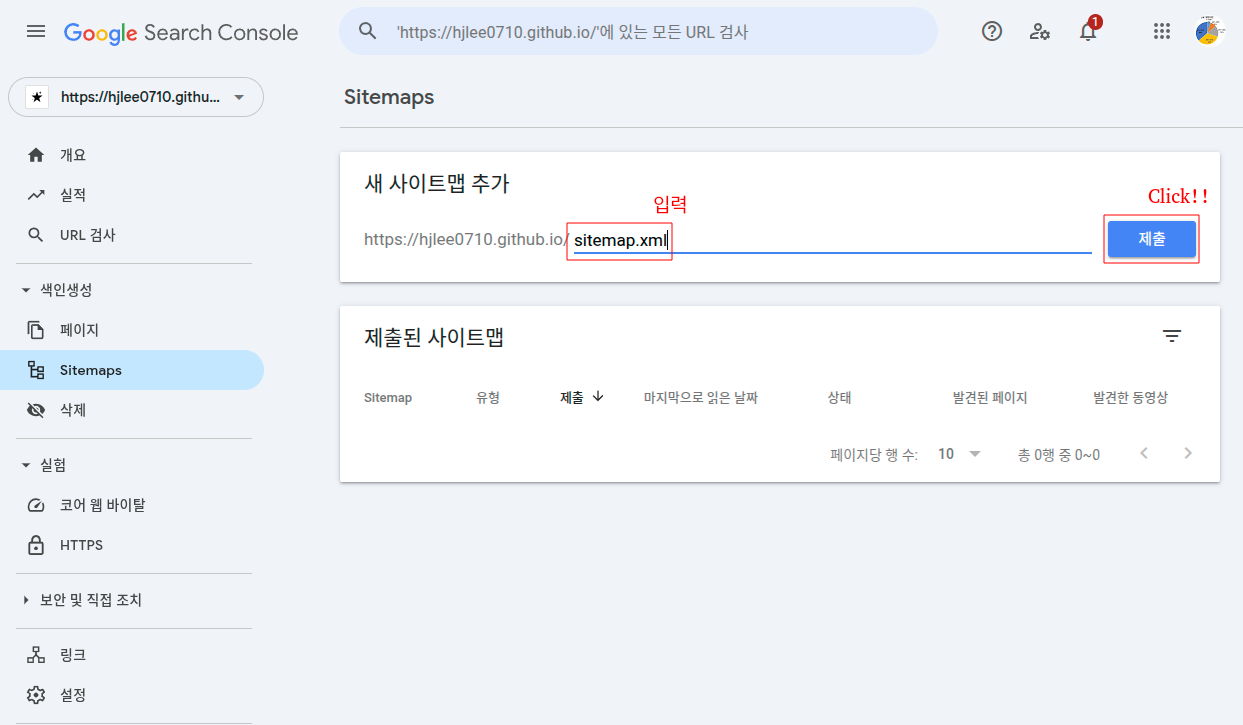 Google Search Console
'https://hjlee0710.github.io/'에 있는 모든 URL 검사
1
https://hjlee0710.githu...
Sitemaps
개요
실적
URL 검사
색인생성
페이지
Sitemaps
삭제
실험
코어 웹 바이탈
HTTPS
보안 및 직접 조치
링크
설정
새 사이트맵 추가
입력
Click!!
https://hjlee0710.github.io/ sitemap.xml
제출
제출된 사이트맵
Sitemap 유형 제출 마지막으로 읽은 날짜 상태 발견된 페이지 발견한 동영상
페이지당 행 수: 10 총 0행 중 0~0